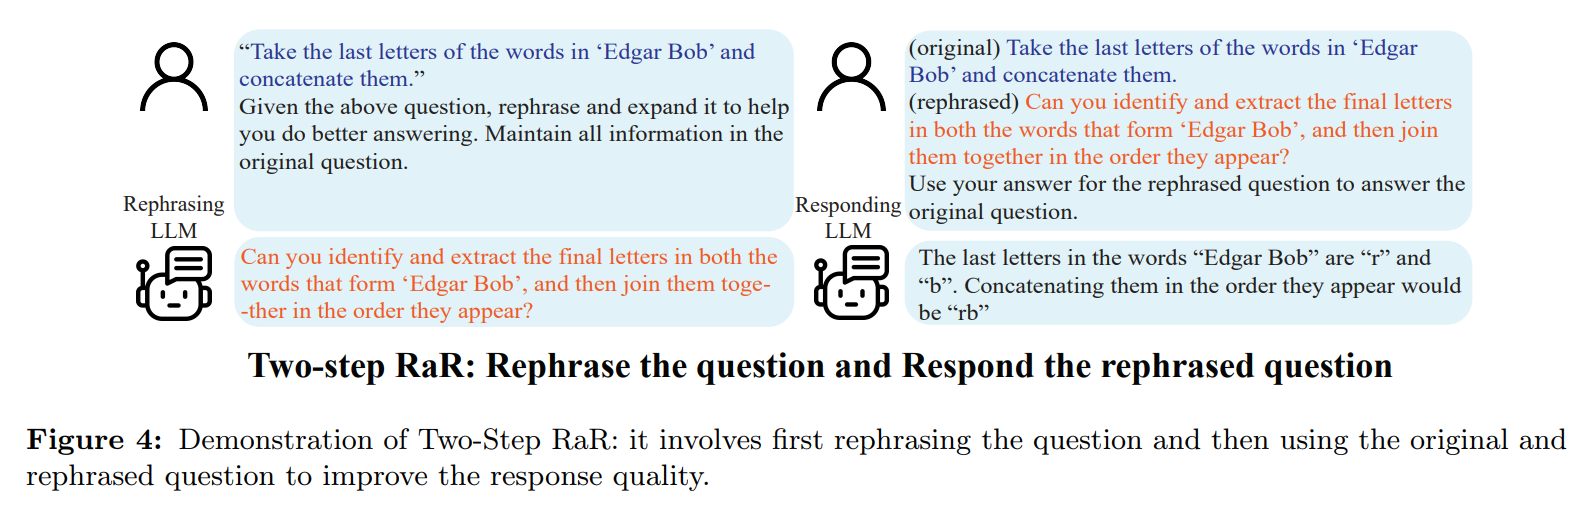 “Take the last letters of the words in ‘Edgar Bob’ and
concatenate them.”
Given the above question, rephrase and expand it to help
you do better answering. Maintain all information in the
original question.
Rephrasing
LLM
Can you identify and extract the final letters in both the
words that form ‘Edgar Bob’, and then join them toge-
-ther in the order they appear?
(original) Take the last letters of the words in ‘Edgar
Bob’ and concatenate them.
(rephrased) Can you identify and extract the final letters
in both the words that form ‘Edgar Bob’, and then join
them together in the order they appear?
Use your answer for the rephrased question to answer the
original question.
Responding
LLM
The last letters in the words “Edgar Bob” are “r” and
“b”. Concatenating them in the order they appear would
be “rb”
Two-step RaR: Rephrase the question and Respond the rephrased question
Figure 4: Demonstration of Two-Step RaR: it involves first rephrasing the question and then using the original and
rephrased question to improve the response quality.